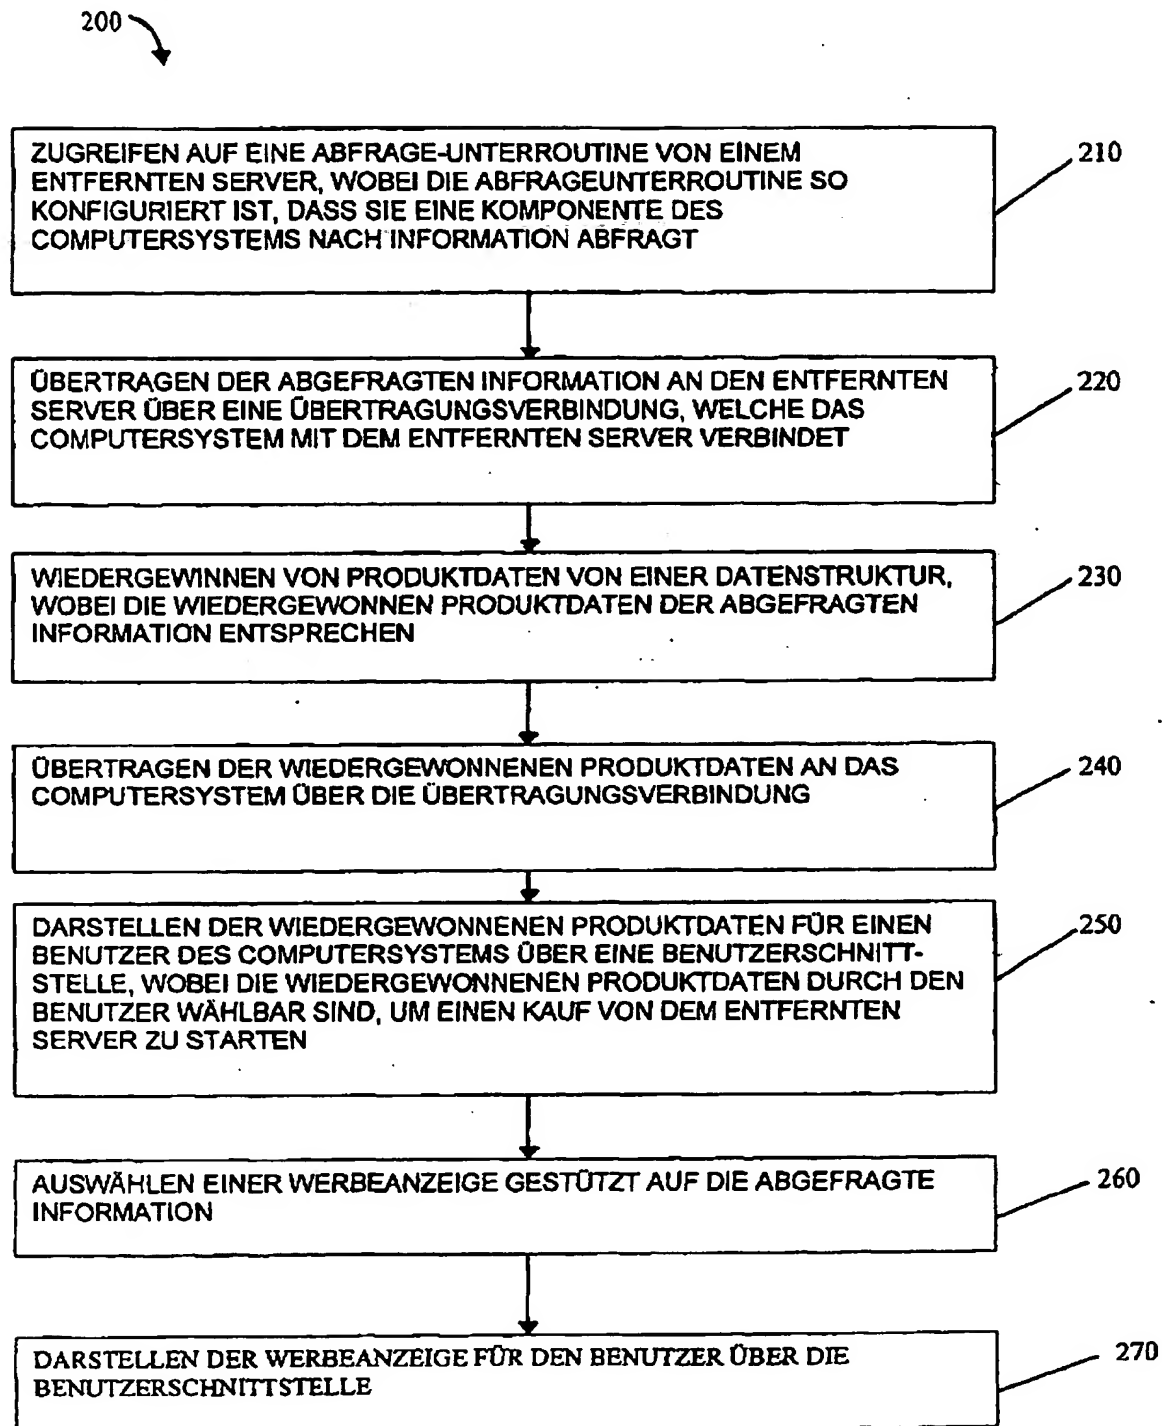 200
ZUGREIFEN AUF EINE ABFRAGE-UNTERROUTINE VON EINEM
ENTFERNTEN SERVER, WOBEI DIE ABFRAGEUNTERROUTINE SO
KONFIGURIERT IST, DASS SIE EINE KOMPONENTE DES
COMPUTERSYSTEMS NACH INFORMATION ABFRAGT
210
ÜBERTRAGEN DER ABGEFRAGTEN INFORMATION AN DEN ENTFERNTEN
SERVER ÜBER EINE ÜBERTRAGUNGSVERBINDUNG, WELCHE DAS
COMPUTERSYSTEM MIT DEM ENTFERNTEN SERVER VERBINDET
220
WIEDERGEWINNEN VON PRODUKTDATEN VON EINER DATENSTRUKTUR,
WOBEI DIE WIEDERGEWONNEN PRODUKTDATEN DER ABGEFRAGTEN
INFORMATION ENTSPRECHEN
230
ÜBERTRAGEN DER WIEDERGEWONNENEN PRODUKTDATEN AN DAS
COMPUTERSYSTEM ÜBER DIE ÜBERTRAGUNGSVERBINDUNG
240
DARSTELLEN DER WIEDERGEWONNENEN PRODUKTDATEN FÜR EINEN
BENUTZER DES COMPUTERSYSTEMS ÜBER EINE BENUTZERSCHNITT-
STELLE, WOBEI DIE WIEDERGEWONNENEN PRODUKTDATEN DURCH DEN
BENUTZER WÄHLBAR SIND, UM EINEN KAUF VON DEM ENTFERNTEN
SERVER ZU STARTEN
250
AUSWÄHLEN EINER WERBEANZEIGE GESTÜTZT AUF DIE ABGEFRAGTE
INFORMATION
260
DARSTELLEN DER WERBEANZEIGE FÜR DEN BENUTZER ÜBER DIE
BENUTZERSCHNITTSTELLE
270